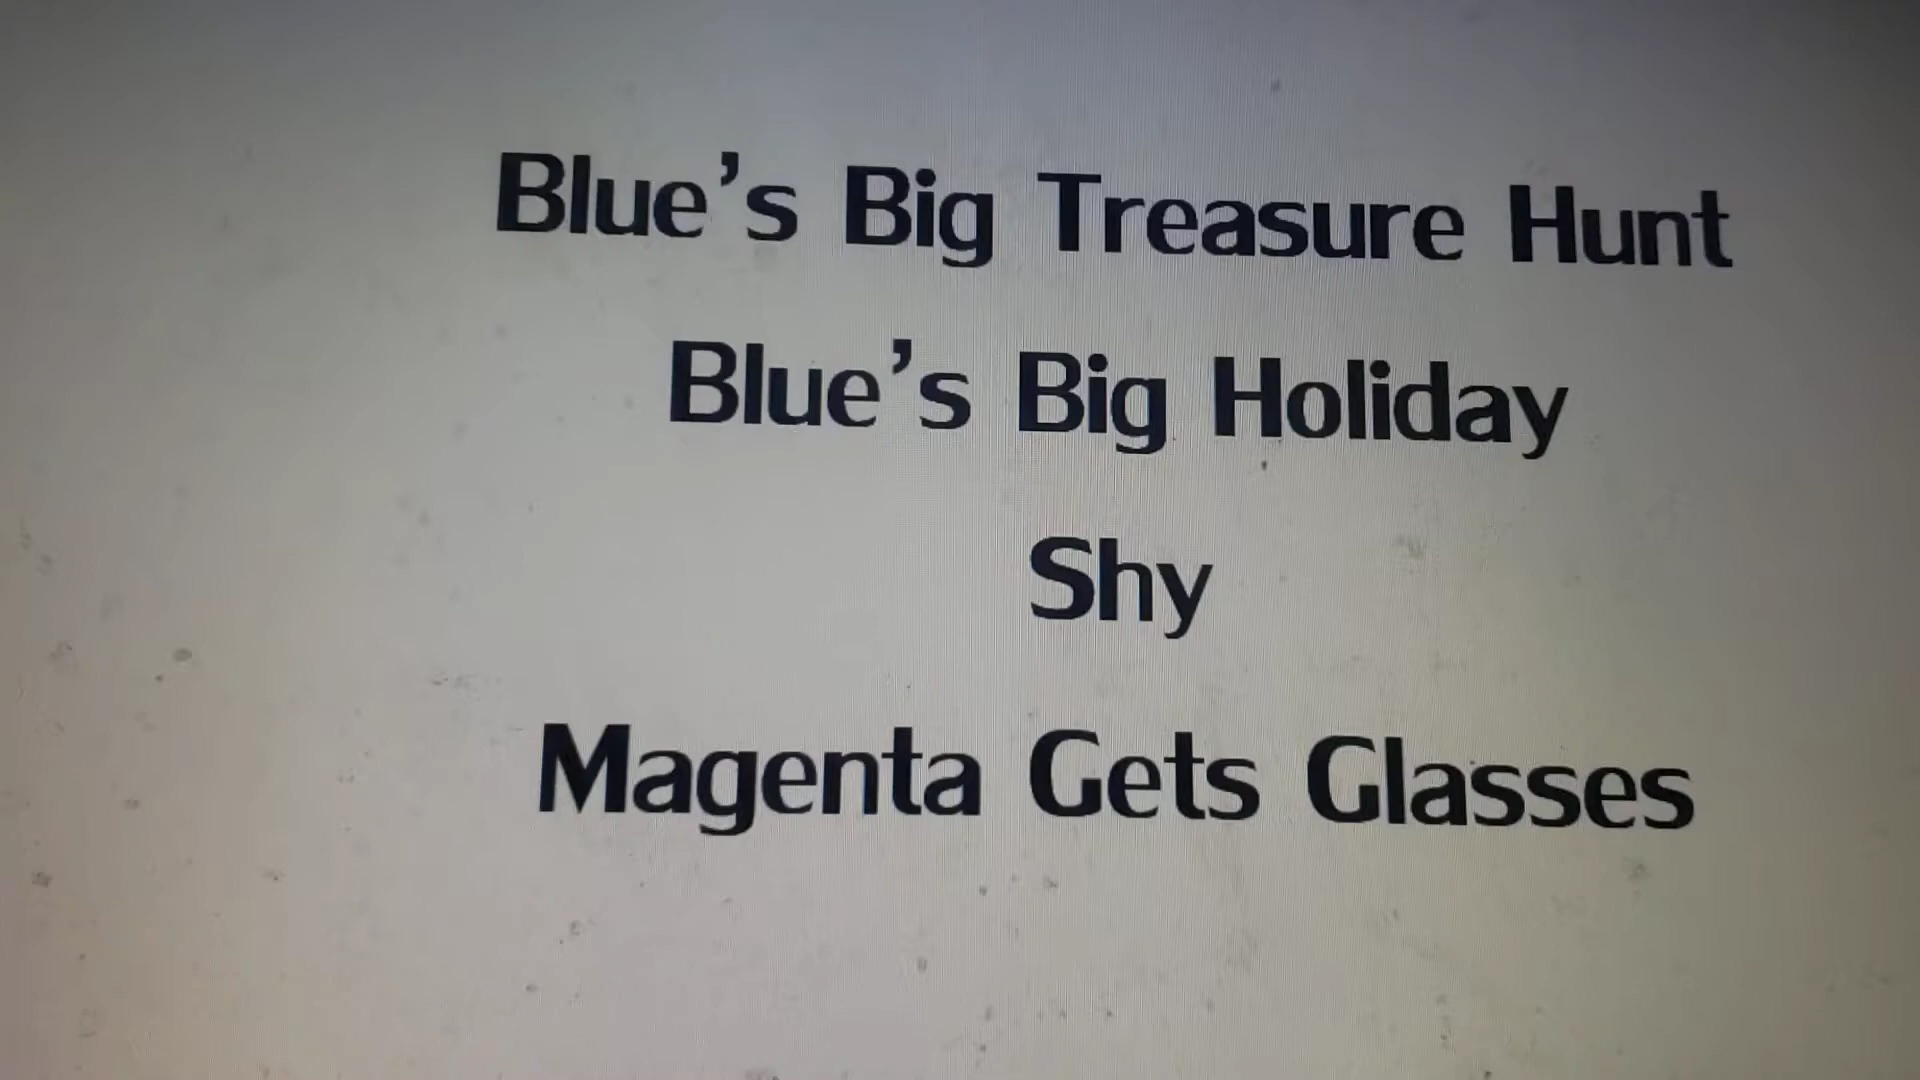 Blue’s Big Treasure Hunt
Blue’s Big Holiday
Shy
Magenta Gets Glasses